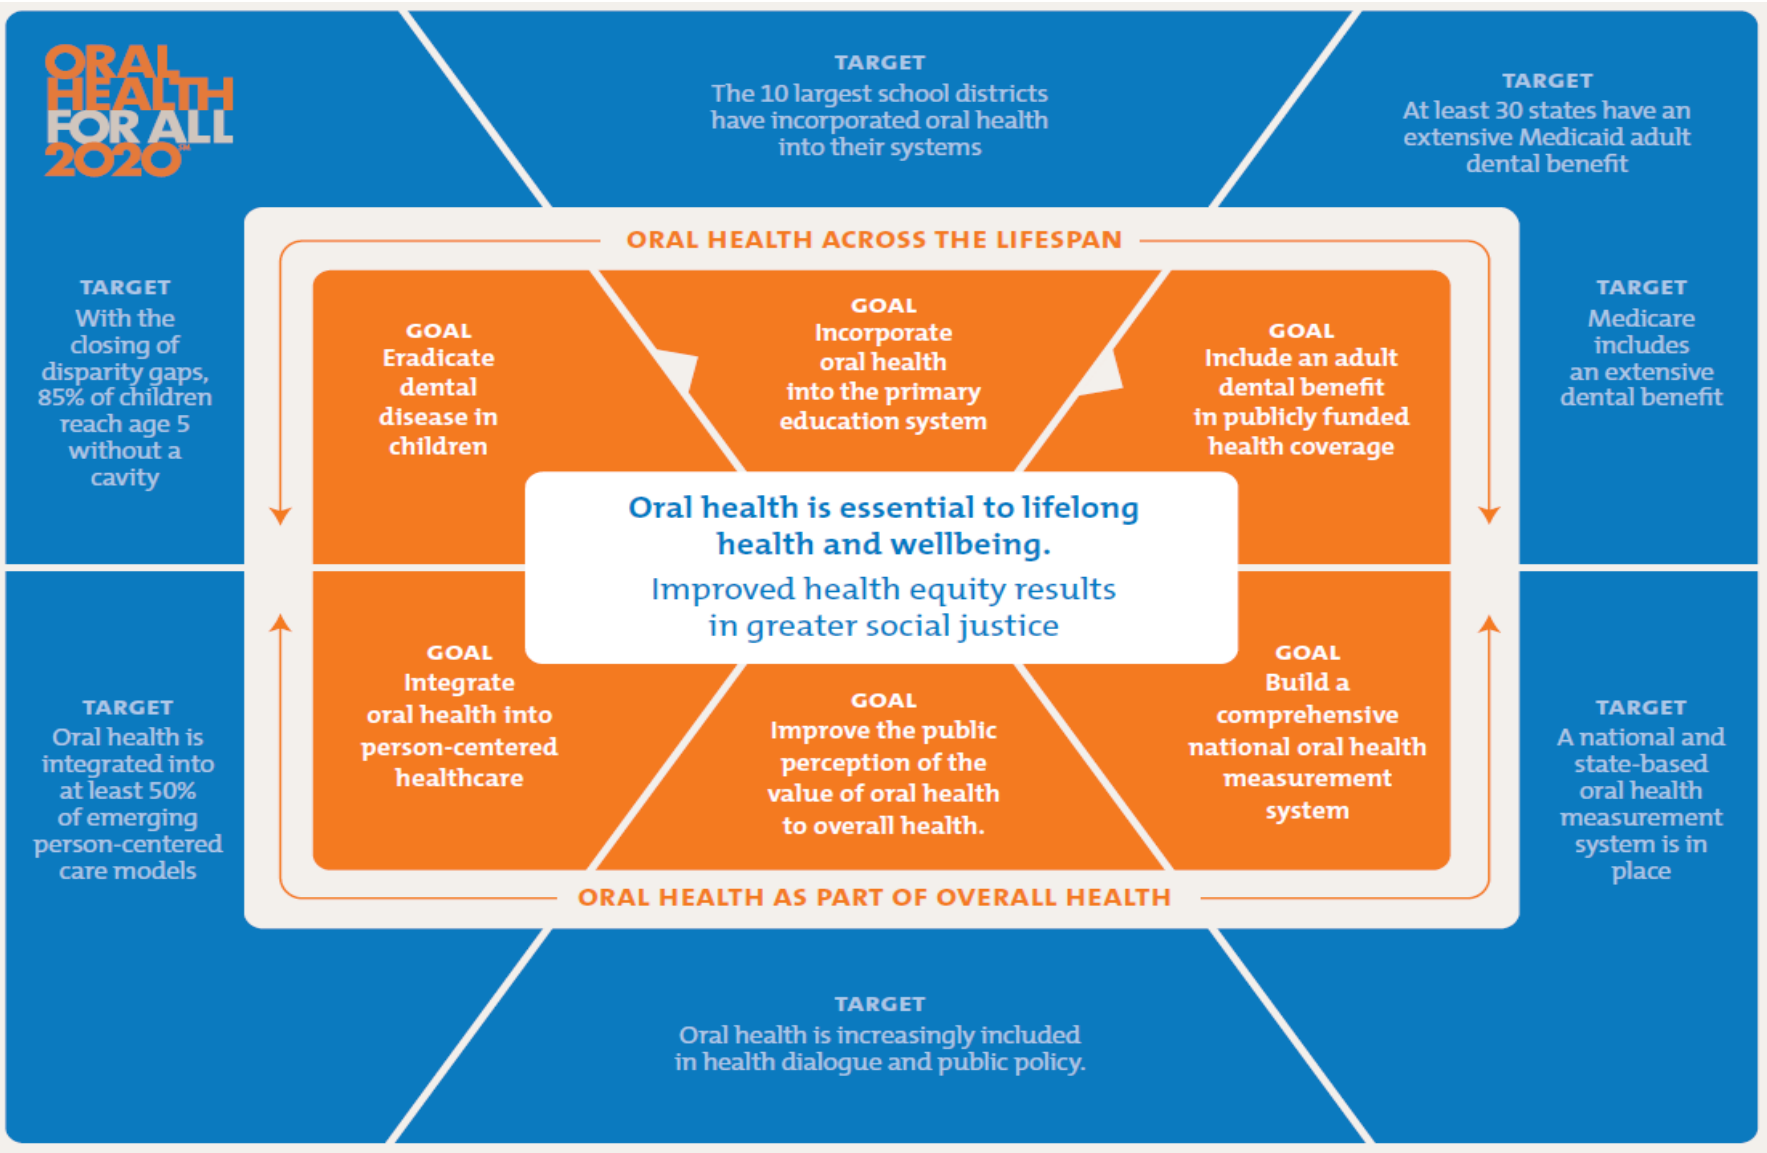 ORAL
HEALTH
FOR ALL
2020™
TARGET
The 10 largest school districts
have incorporated oral health
into their systems
TARGET
At least 30 states have an
extensive Medicaid adult
dental benefit
TARGET
With the
closing of
disparity gaps,
85% of children
reach age 5
without a
cavity
ORAL HEALTH ACROSS THE LIFESPAN
GOAL
Eradicate
dental
disease in
children
GOAL
Incorporate
oral health
into the primary
education system
GOAL
Include an adult
dental benefit
in publicly funded
health coverage
TARGET
Medicare
includes
an extensive
dental benefit
Oral health is essential to lifelong
health and wellbeing.
Improved health equity results
in greater social justice
TARGET
Oral health is
integrated into
at least 50%
of emerging
person-centered
care models
GOAL
Integrate
oral health into
person-centered
healthcare
GOAL
Improve the public
perception of the
value of oral health
to overall health.
GOAL
Build a
comprehensive
national oral health
measurement
system
TARGET
A national and
state-based
oral health
measurement
system is in
place
ORAL HEALTH AS PART OF OVERALL HEALTH
TARGET
Oral health is increasingly included
in health dialogue and public policy.